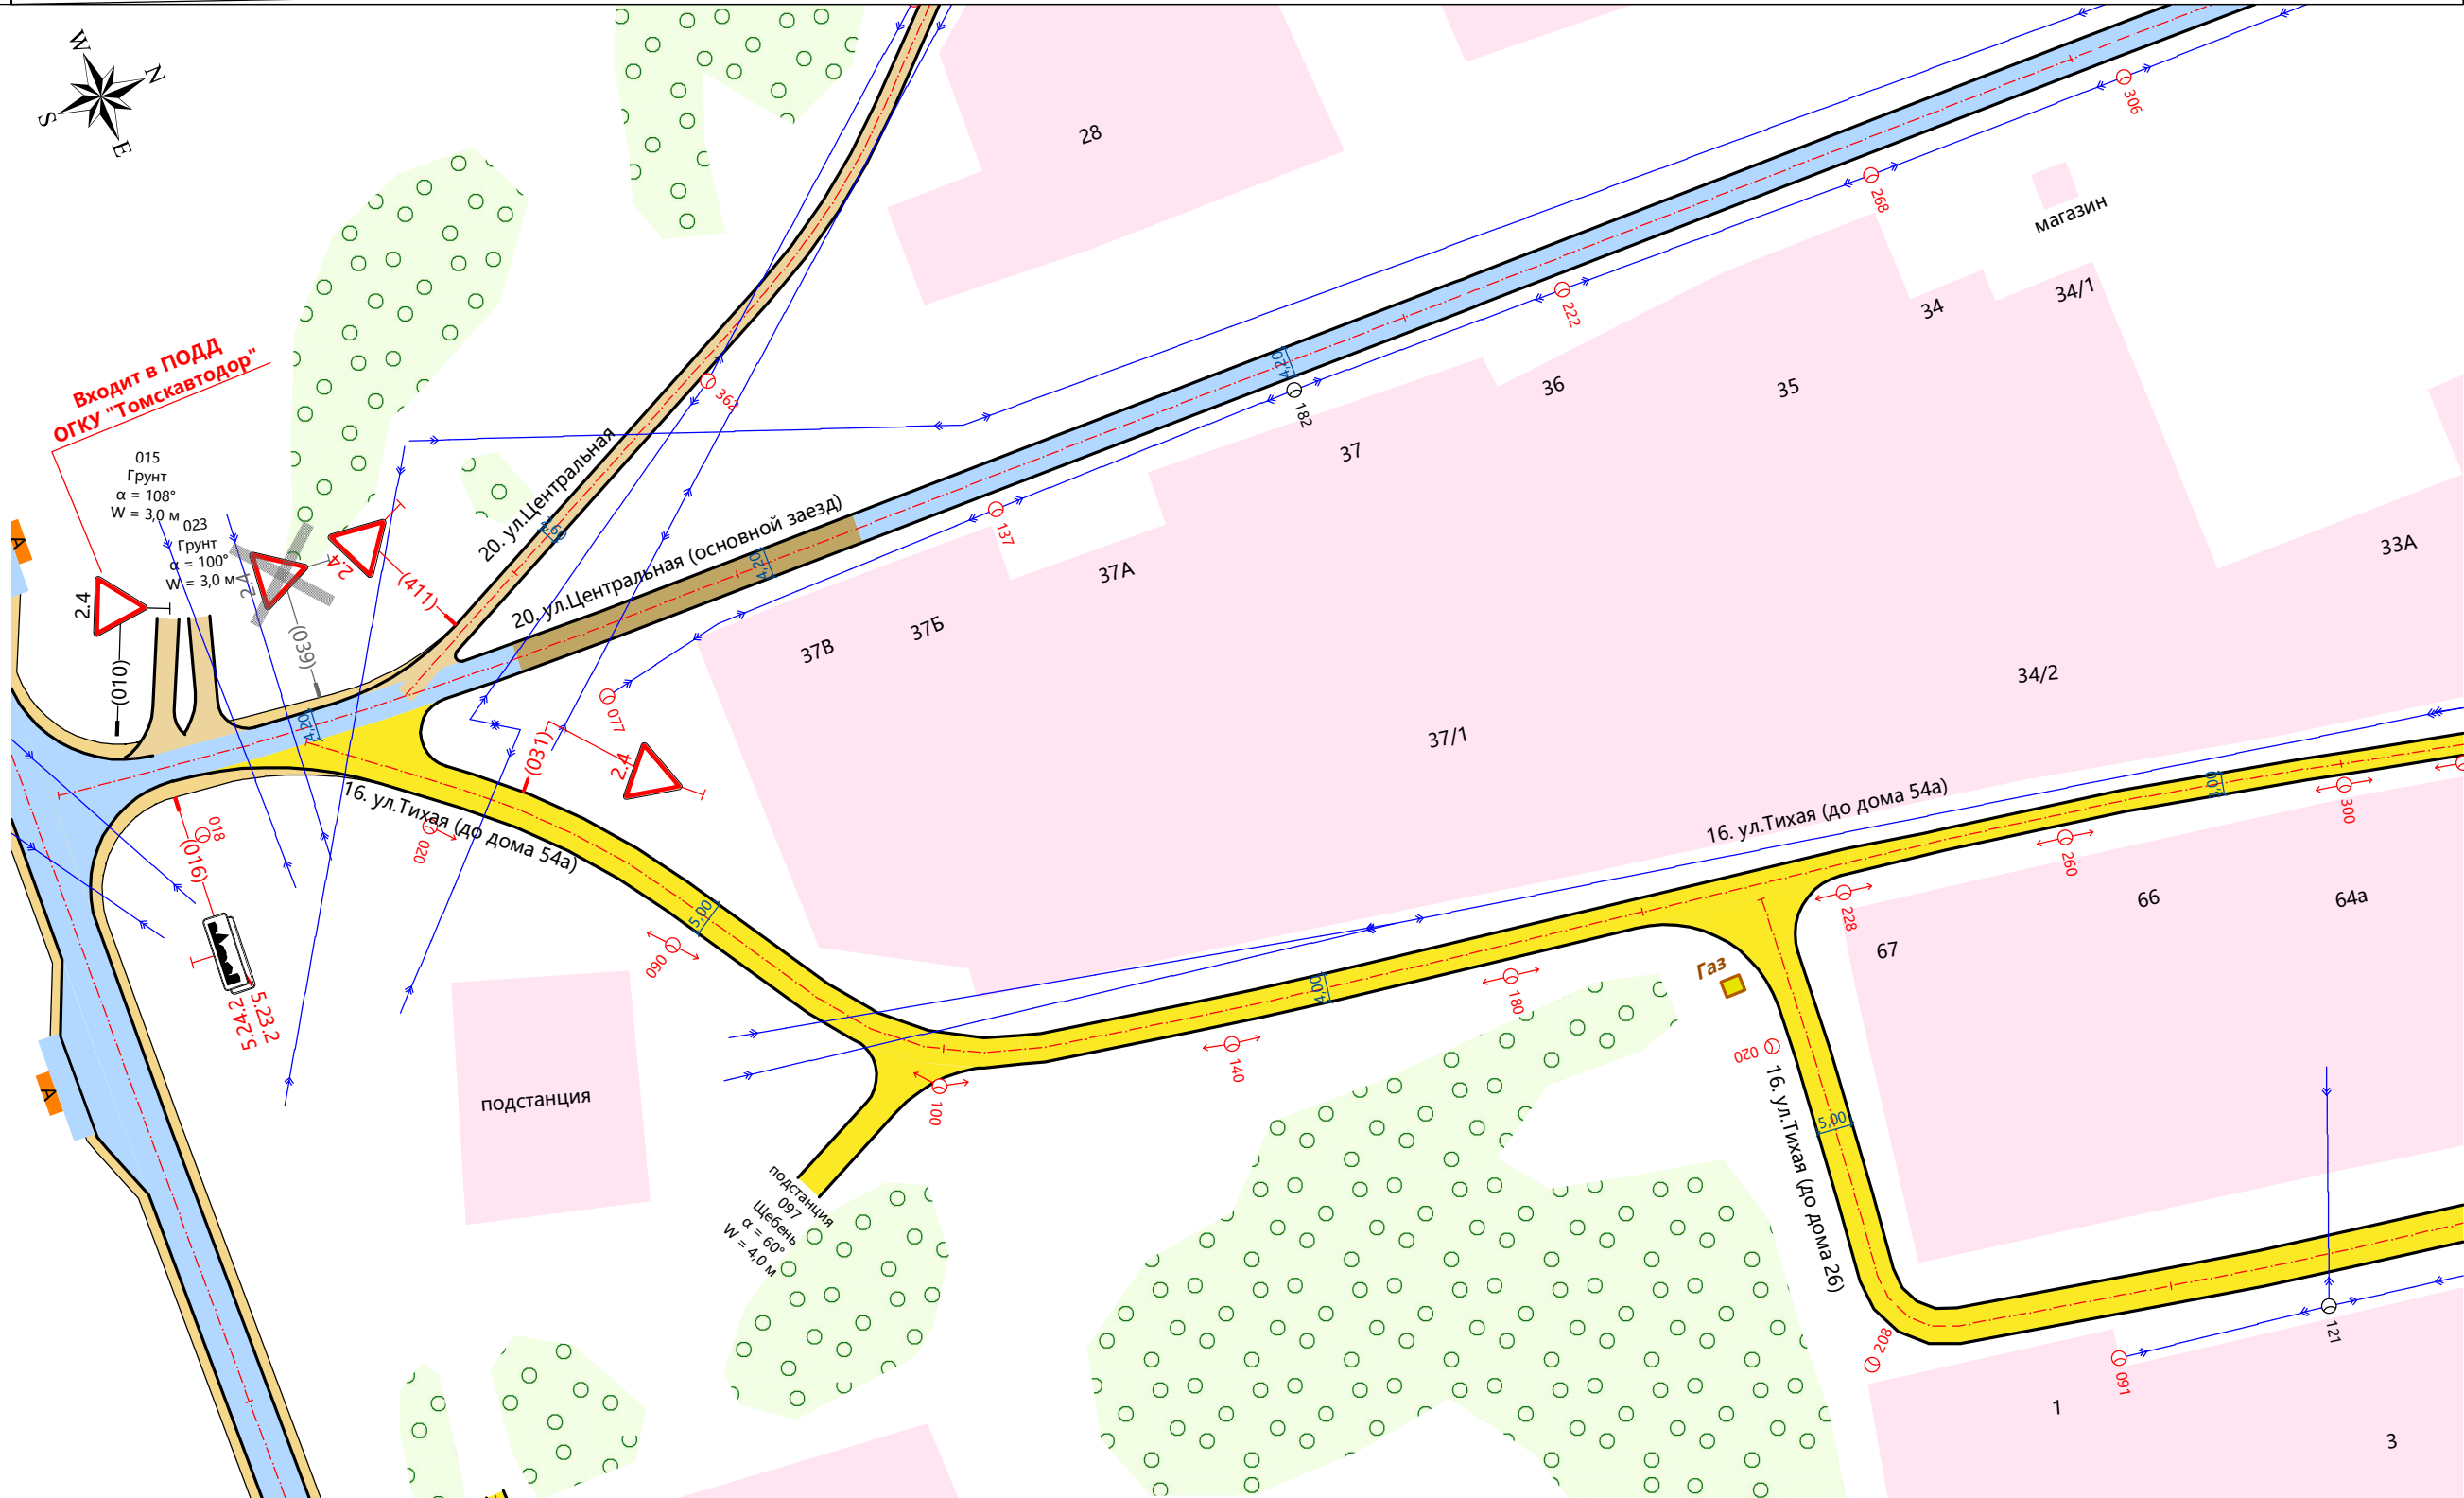 W
N
S
E
28
306
268
магазин
222
34
34/1
182
36
35
4,20
37
362
Входит в ПОДД
ОГКУ "Томскавтодор"
015
Грунт
α = 108°
W = 3,0 м
023
Грунт
α = 100°
W = 3,0 м
A
2.4
(010)
2.4
(039)
2.4
(411)
20. ул.Центральная
20. ул.Центральная (основной заезд)
4,20
137
37А
33А
37Б
37В
077
34/2
37/1
4,20
(031)
2.4
16. ул.Тихая (до дома 54а)
16. ул.Тихая (до дома 54а)
018
(016)
020
5.23.2
5.24.2
5,00
060
3,00
300
260
228
66
64а
67
Газ
4,00
180
140
100
020
16. ул.Тихая (до дома 26)
5,00
A
подстанция
подстанция
097
Щебень
α = 60°
W = 4,0 м
208
091
121
1
3